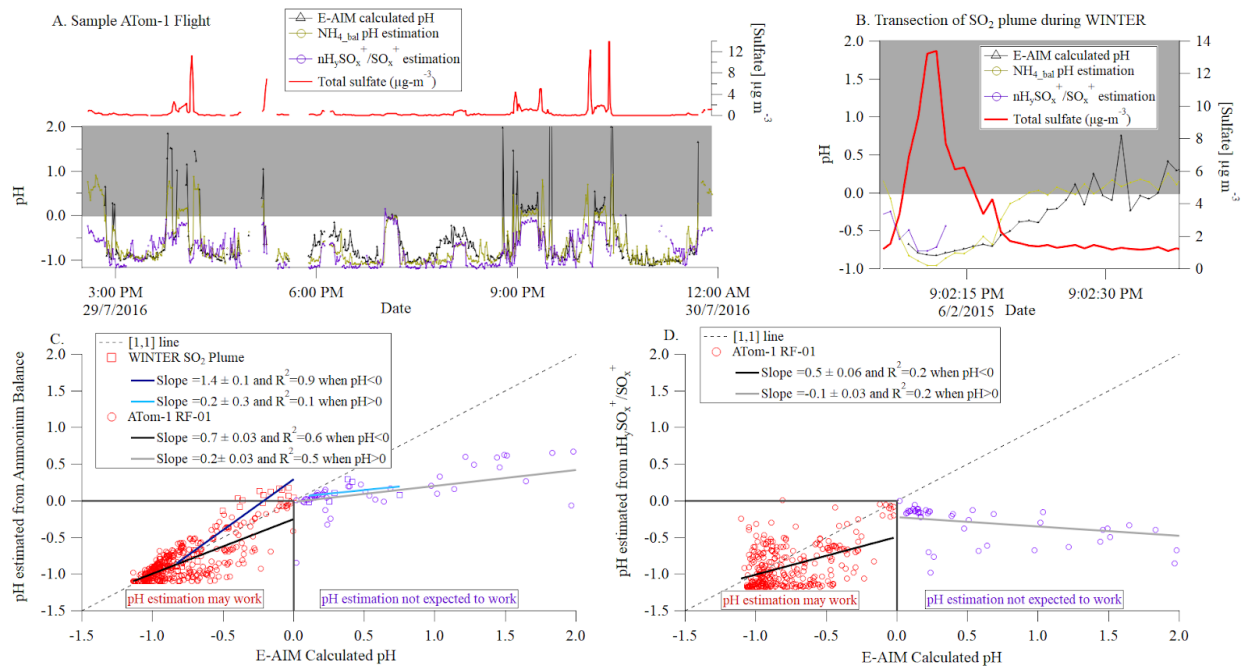 A. Sample ATom-1 Flight
E-AIM calculated pH
NH4_bal pH estimation
nHySOx+/SOx+ estimation
Total sulfate (µg-m-3)
12
8
4
0
[Sulfate] µg m-3
pH
2.0
1.0
0.0
-1.0
3:00 PM
29/7/2016
6:00 PM
9:00 PM
12:00 AM
30/7/2016
Date
B. Transection of SO2 plume during WINTER
E-AIM calculated pH
NH4_bal pH estimation
nHySOx+/SOx+ estimation
Total sulfate (µg-m-3)
pH
2.0
1.5
1.0
0.5
0.0
-0.5
-1.0
14
12
10
8
6
4
2
0
Sulfate] µg m-3
9:02:15 PM
6/2/2015
9:02:30 PM
Date
C.
[1,1] line
WINTER SO2 Plume
Slope =1.4 ± 0.1 and R2=0.9 when pH<0
Slope =0.2 ± 0.3 and R2=0.1 when pH>0
ATom-1 RF-01
Slope =0.7 ± 0.03 and R2=0.6 when pH<0
Slope =0.2± 0.03 and R2=0.5 when pH>0
pH estimated from Ammonium Balance
2.0
1.5
1.0
0.5
0.0
-0.5
-1.0
-1.5
pH estimation may work
pH estimation not expected to work
-1.5
-1.0
-0.5
0.0
0.5
1.0
1.5
2.0
E-AIM Calculated pH
D.
[1,1] line
ATom-1 RF-01
Slope =0.5 ± 0.06 and R2=0.2 when pH<0
Slope =-0.1 ± 0.03 and R2=0.2 when pH>0
pH estimated from nHySOx+/SOx+
2.0
1.5
1.0
0.5
0.0
-0.5
-1.0
-1.5
pH estimation may work
pH estimation not expected to work
-1.5
-1.0
-0.5
0.0
0.5
1.0
1.5
2.0
E-AIM Calculated pH